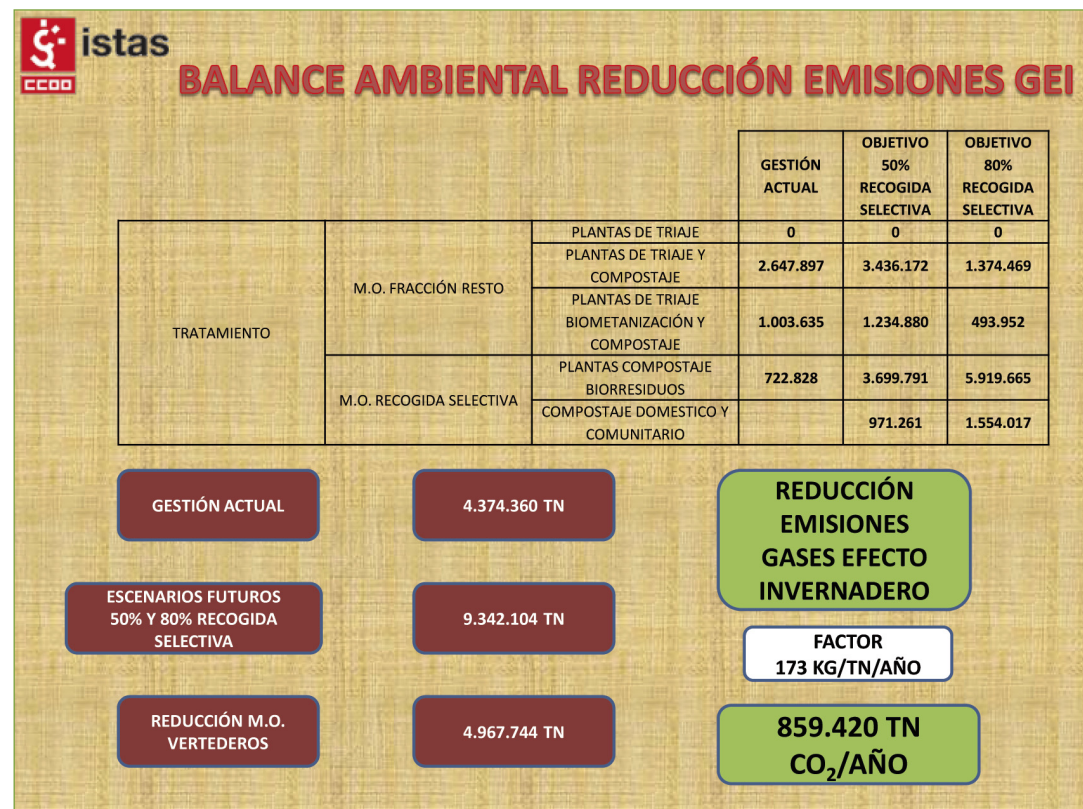 istas
CCOO
BALANCE AMBIENTAL REDUCCIÓN EMISIONES GEI
GESTIÓN
ACTUAL
OBJETIVO
50%
RECOGIDA
SELECTIVA
OBJETIVO
80%
RECOGIDA
SELECTIVA
TRATAMIENTO
M.O. FRACCIÓN RESTO
PLANTAS DE TRIAJE
0
0
0
PLANTAS DE TRIAJE Y
COMPOSTAJE
2.647.897
3.436.172
1.374.469
PLANTAS DE TRIAJE
BIOMETANIZACIÓN Y
COMPOSTAJE
1.003.635
1.234.880
493.952
M.O. RECOGIDA SELECTIVA
PLANTAS COMPOSTAJE
BIORRESIDUOS
722.828
3.699.791
5.919.665
COMPOSTAJE DOMESTICO Y
COMUNITARIO
971.261
1.554.017
GESTIÓN ACTUAL
4.374.360 TN
ESCENARIOS FUTUROS
50% Y 80% RECOGIDA
SELECTIVA
9.342.104 TN
REDUCCIÓN M.O.
VERTEDEROS
4.967.744 TN
REDUCCIÓN
EMISIONES
GASES EFECTO
INVERNADERO
FACTOR
173 KG/TN/AÑO
859.420 TN
CO₂/AÑO